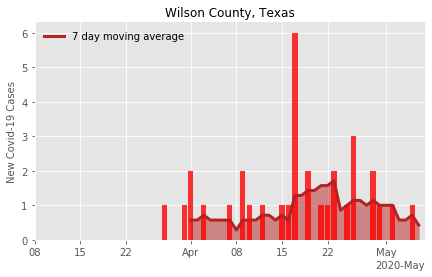 Wilson County, Texas
7 day moving average
New Covid-19 Cases
6
5
4
3
2
1
0
08
15
22
Apr
08
15
22
May
2020-May